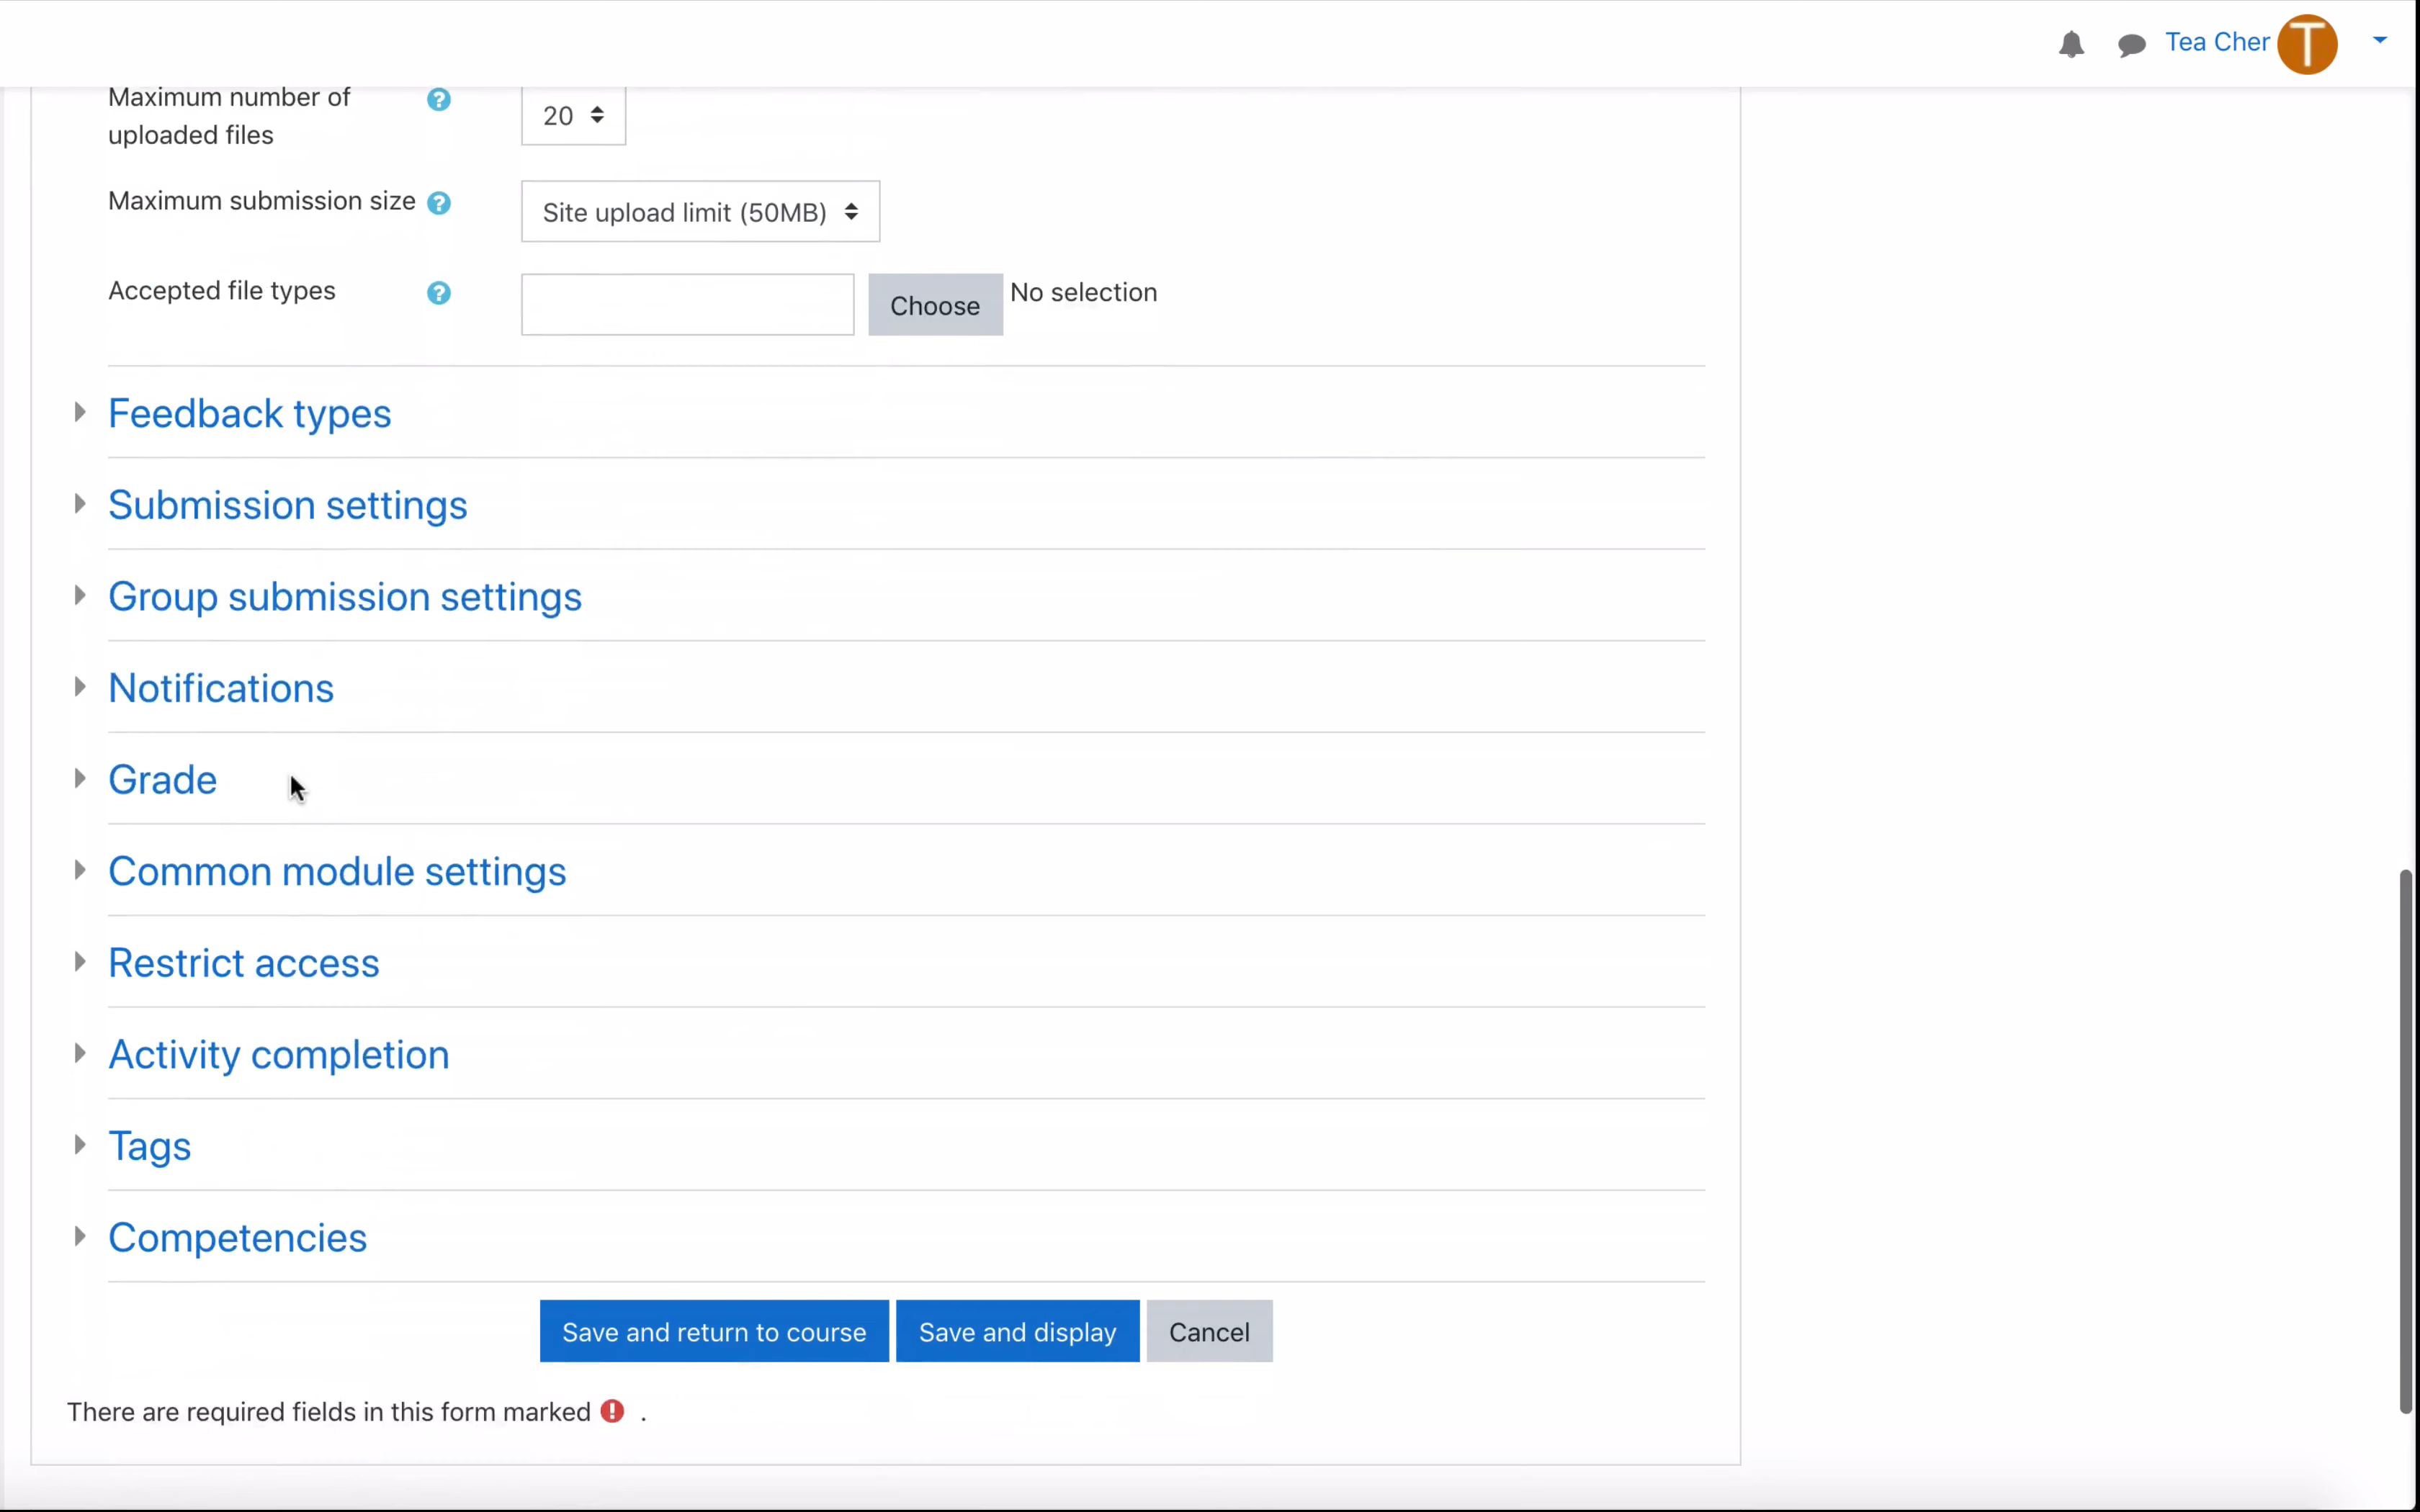 Tea Cher T
Maximum number of
uploaded files
20
Maximum submission size
Site upload limit (50MB)
Accepted file types
Choose
No selection
Feedback types
Submission settings
Group submission settings
Notifications
Grade
Common module settings
Restrict access
Activity completion
Tags
Competencies
Save and return to course
Save and display
Cancel
There are required fields in this form marked .